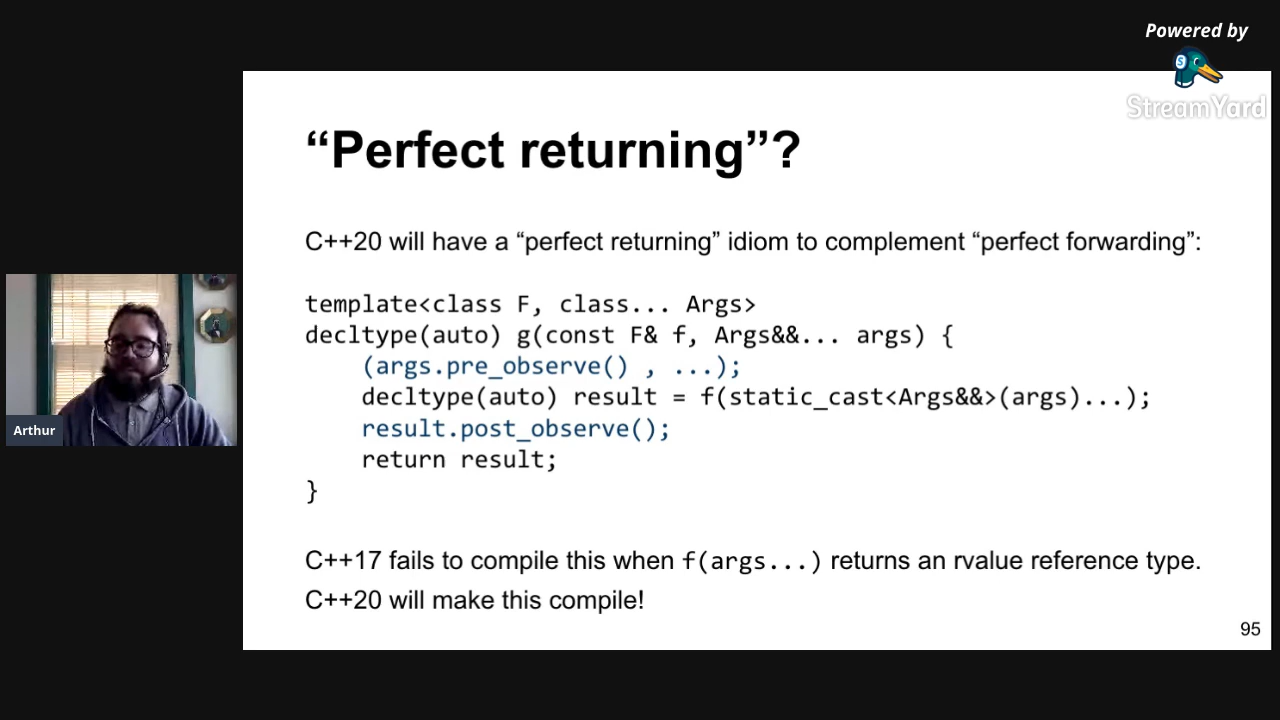 Powered by
StreamYard
“Perfect returning”?
C++20 will have a “perfect returning” idiom to complement “perfect forwarding”:
template<class F, class... Args>
decltype(auto) g(const F& f, Args&&... args) {
    (args.pre_observe() , ...);
    decltype(auto) result = f(static_cast<Args&&>(args)...);
    result.post_observe();
    return result;
}
C++17 fails to compile this when f(args...) returns an rvalue reference type.
C++20 will make this compile!
95
Arthur